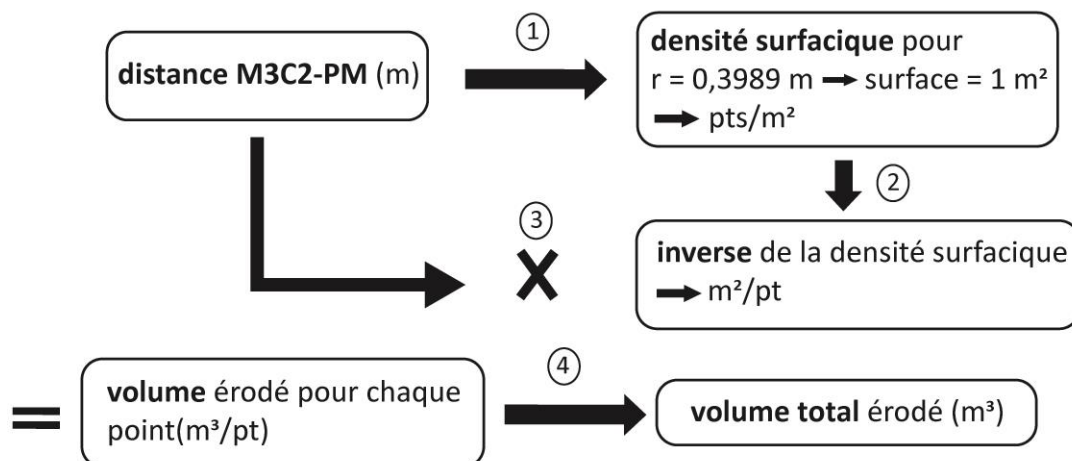 ①
distance M3C2-PM (m)
densité surfacique pour
r = 0,3989 m → surface = 1 m²
→ pts/m²
②
③
X
inverse de la densité surfacique
→ m²/pt
=
volume érodé pour chaque
point(m³/pt)
④
volume total érodé (m³)